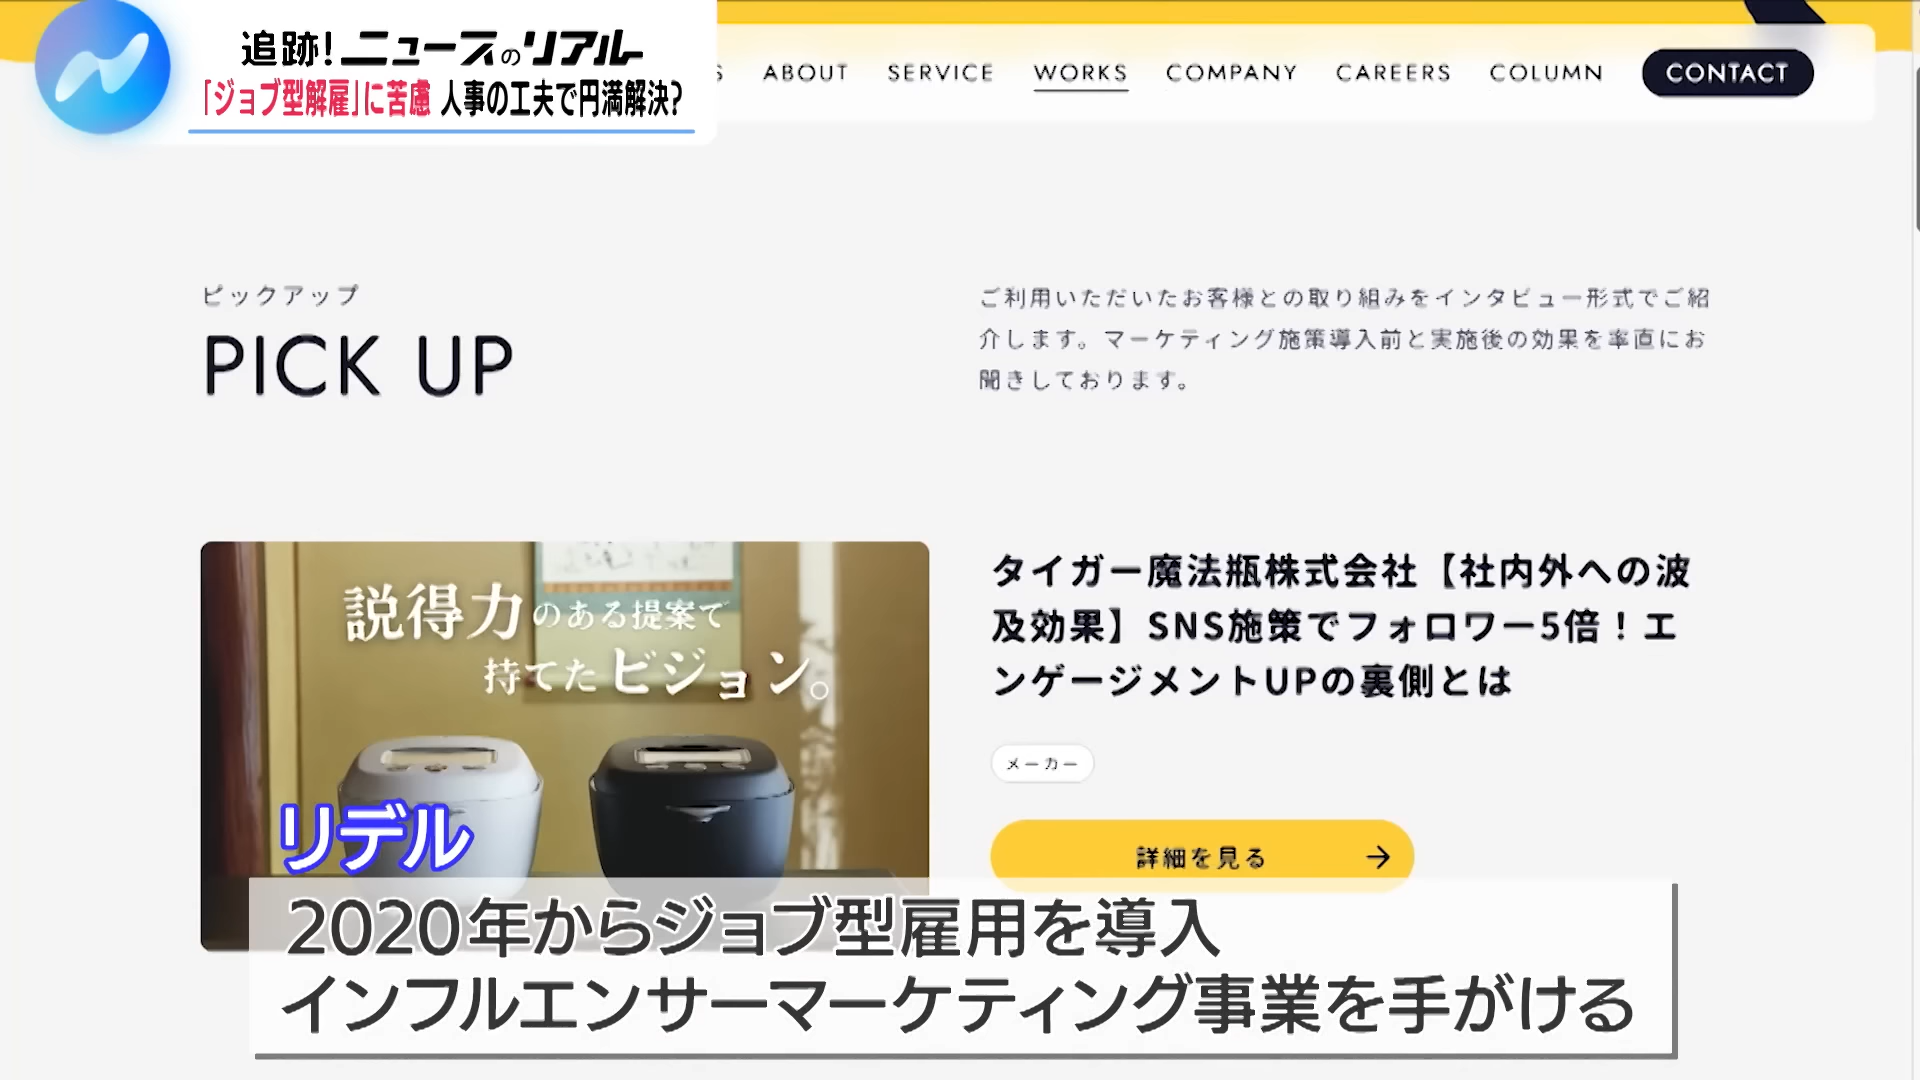 追跡！ニュースのリアル
「ジョブ型解雇」に苦慮 人事の工夫で円満解決？
S ABOUT SERVICE WORKS COMPANY CAREERS COLUMN CONTACT
ピックアップ
PICK UP
ご利用いただいたお客様との取り組みをインタビュー形式でご紹
介します。マーケティング施策導入前と実施後の効果を率直にお
聞きしております。
説得力のある提案で
持てたビジョン。
タイガー魔法瓶株式会社【社内外への波
及効果】SNS施策でフォロワー5倍！エ
ンゲージメントUPの裏側とは
メーカー
詳細を見る
リデル
2020年からジョブ型雇用を導入
インフルエンサーマーケティング事業を手がける